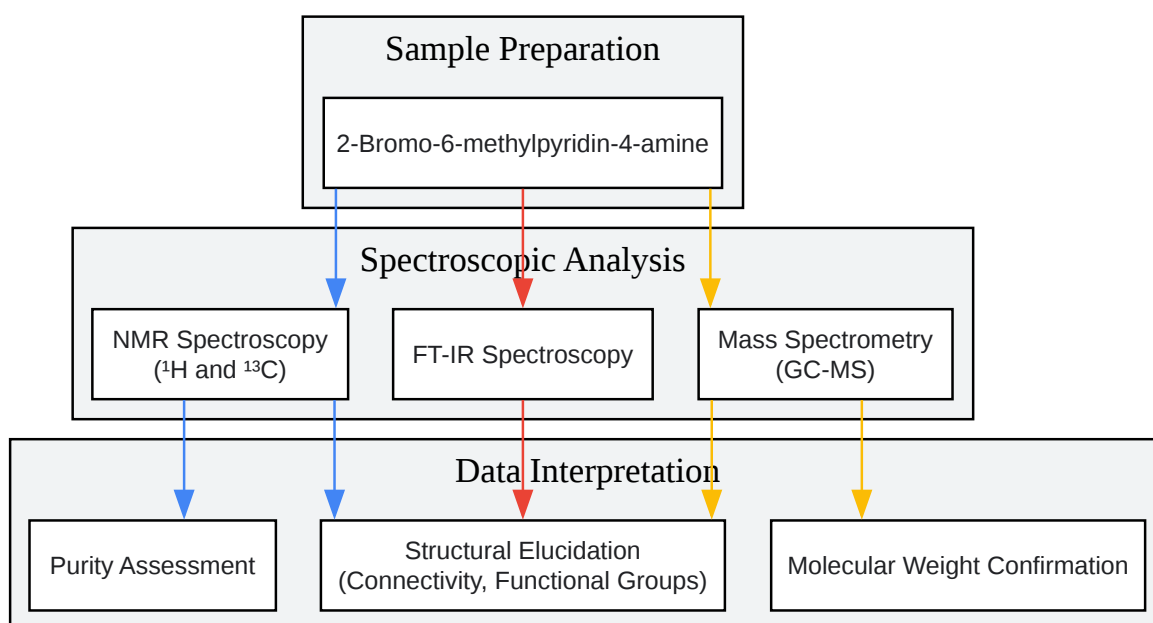 Sample Preparation
2-Bromo-6-methylpyridin-4-amine
Spectroscopic Analysis
NMR Spectroscopy
(¹H and ¹³C)
FT-IR Spectroscopy
Mass Spectrometry
(GC-MS)
Data Interpretation
Purity Assessment
Structural Elucidation
(Connectivity, Functional Groups)
Molecular Weight Confirmation